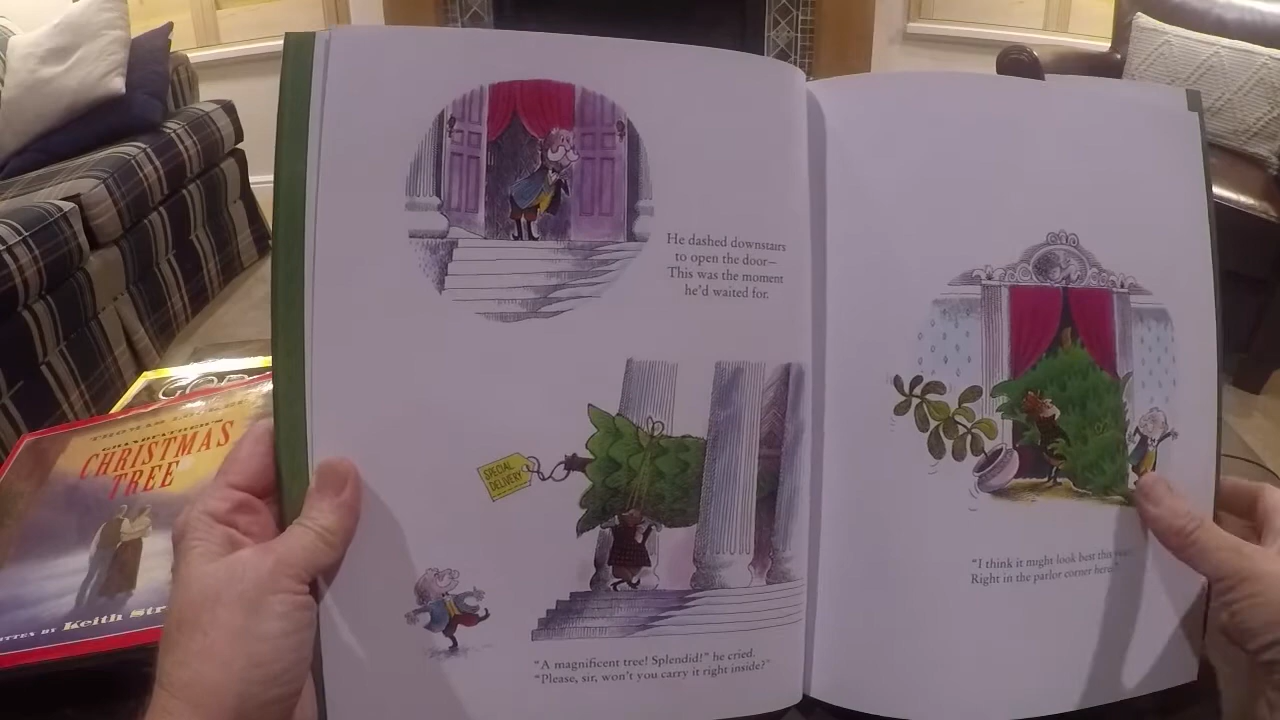 He dashed downstairs
to open the door—
This was the moment
he'd waited for.
SPECIAL
DELIVERY
"A magnificent tree! Splendid!" he cried.
"Please, sir, won't you carry it right inside?"
"I think it might look best this
Right in the parlor corner here."
THOMAS
GRANDFATHER'S
CHRISTMAS
TREE
Keith